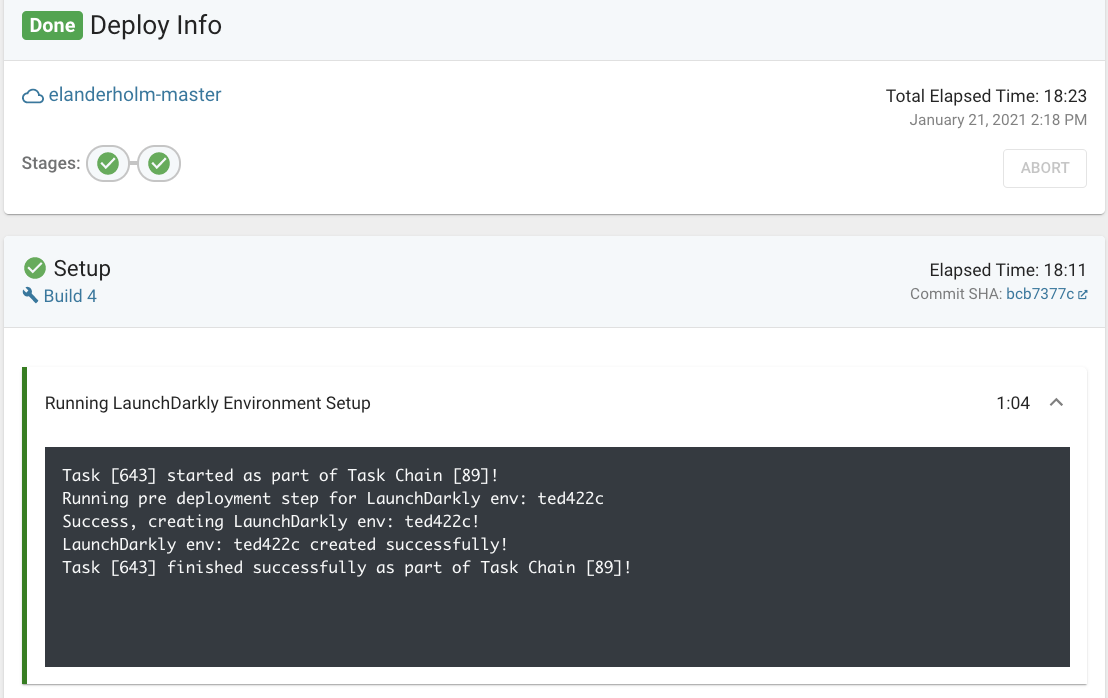 Done Deploy Info
elanderholm-master
Total Elapsed Time: 18:23
January 21, 2021 2:18 PM
Stages:
ABORT
Setup
Elapsed Time: 18:11
Build 4
Commit SHA: bcb7377c
Running LaunchDarkly Environment Setup 1:04
Task [643] started as part of Task Chain [89]!
Running pre deployment step for LaunchDarkly env: ted422c
Success, creating LaunchDarkly env: ted422c!
LaunchDarkly env: ted422c created successfully!
Task [643] finished successfully as part of Task Chain [89]!